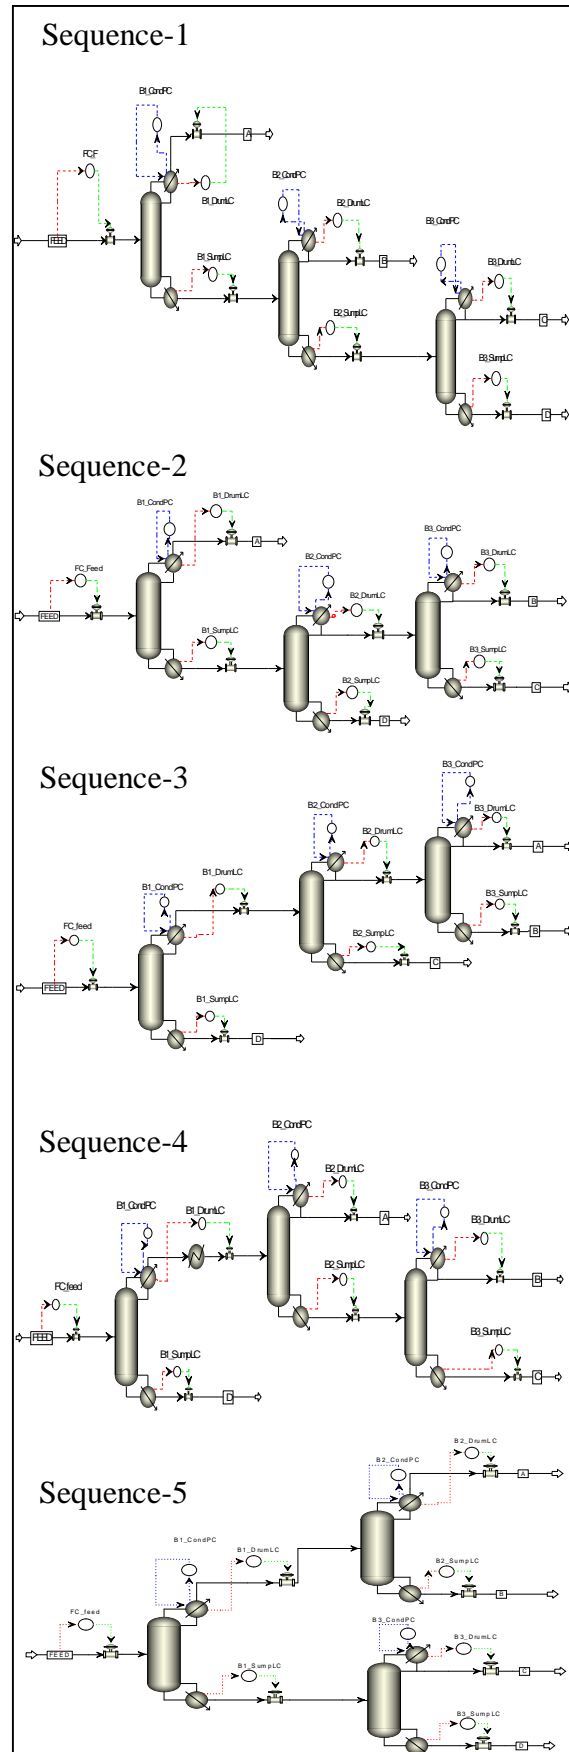 Sequence-1
B1_CondPC
A
FC_F
B1_DrumLC
B2_CondPC
B2_DrumLC
B3_CondPC
FEED
B1_SumpLC
B
B3_DrumLC
B2_SumpLC
C
B3_SumpLC
D
Sequence-2
B1_DrumLC
B1_CondPC
A
B3_CondPC
B2_CondPC
B3_DrumLC
FC_Feed
B2_DrumLC
FEED
B
B1_SumpLC
B3_SumpLC
B2_SumpLC
C
D
Sequence-3
B3_CondPC
B2_CondPC
B3_DrumLC
B2_DrumLC
A
B1_DrumLC
B1_CondPC
B3_SumpLC
FC_feed
B
B2_SumpLC
C
FEED
B1_SumpLC
D
Sequence-4
B2_CondPC
B2_DrumLC
B3_CondPC
B1_CondPC
B1_DrumLC
A
B3_DrumLC
FC_feed
B2_SumpLC
B
FEED
B1_SumpLC
B3_SumpLC
D
C
Sequence-5
B2_DrumLC
B2_CondPC
A
B1_CondPC
B1_DrumLC
B2_SumpLC
B
FC_feed
B3_CondPC
B3_DrumLC
FEED
B1_SumpLC
C
B3_SumpLC
D